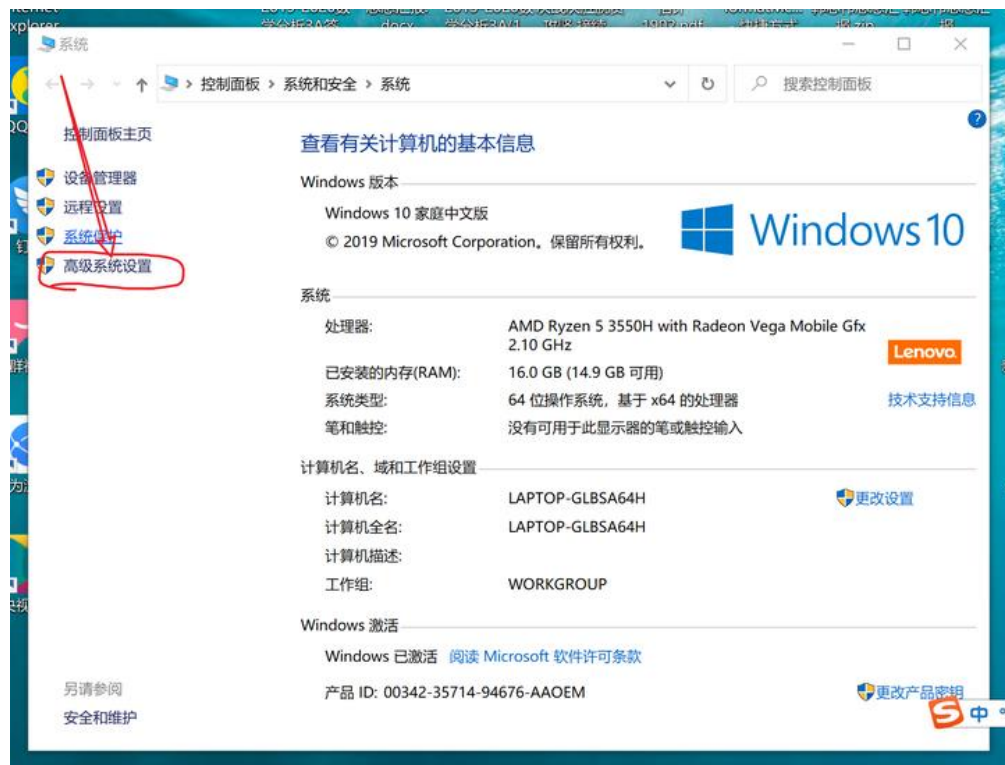 系统
控制面板 › 系统和安全 › 系统
搜索控制面板
控制面板主页
设备管理器
远程设置
系统保护
高级系统设置
查看有关计算机的基本信息
Windows 版本
Windows 10 家庭中文版
© 2019 Microsoft Corporation。保留所有权利。
Windows 10
系统
处理器: AMD Ryzen 5 3550H with Radeon Vega Mobile Gfx
2.10 GHz
Lenovo
已安装的内存(RAM): 16.0 GB (14.9 GB 可用)
系统类型: 64 位操作系统，基于 x64 的处理器
技术支持信息
笔和触控: 没有可用于此显示器的笔或触控输入
计算机名、域和工作组设置
计算机名: LAPTOP-GLBSA64H
更改设置
计算机全名: LAPTOP-GLBSA64H
计算机描述:
工作组: WORKGROUP
Windows 激活
Windows 已激活 阅读 Microsoft 软件许可条款
产品 ID: 00342-35714-94676-AAOEM
更改产品密钥
另请参阅
安全和维护
中